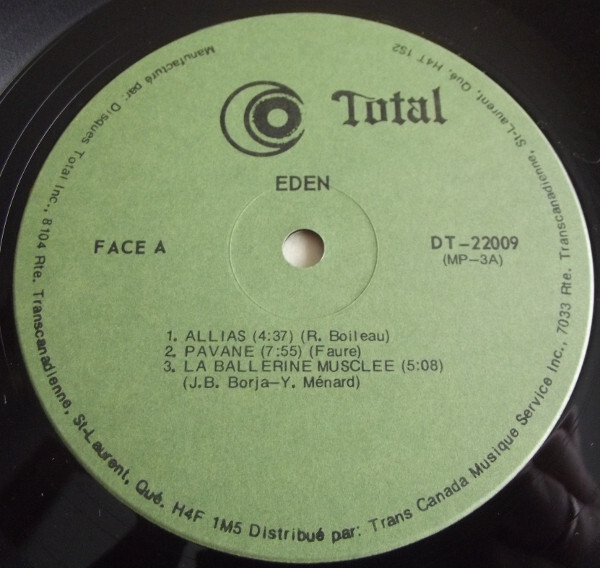 Total
EDEN
FACE A
DT-22009
(MP-3A)
1. ALLIAS (4:37) (R. Boileau)
2. PAVANE (7:55) (Faure)
3. LA BALLERINE MUSCLEE (5:08)
(J.B. Borja-Y. Ménard)
Manufacturé par: Disques Total Inc., 8104 Rte. Transcanadienne, St-Laurent, Qué. H4F 1M5 Distribué par: Trans Canada Musique Service Inc., 7033 Rte. Transcanadienne, St-Laurent, Qué. H4T 1S2